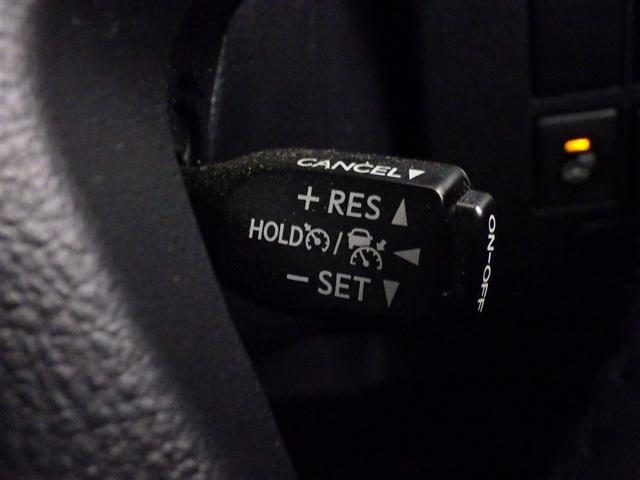 CANCEL
+ RES
HOLD /
- SET
ON-OFF